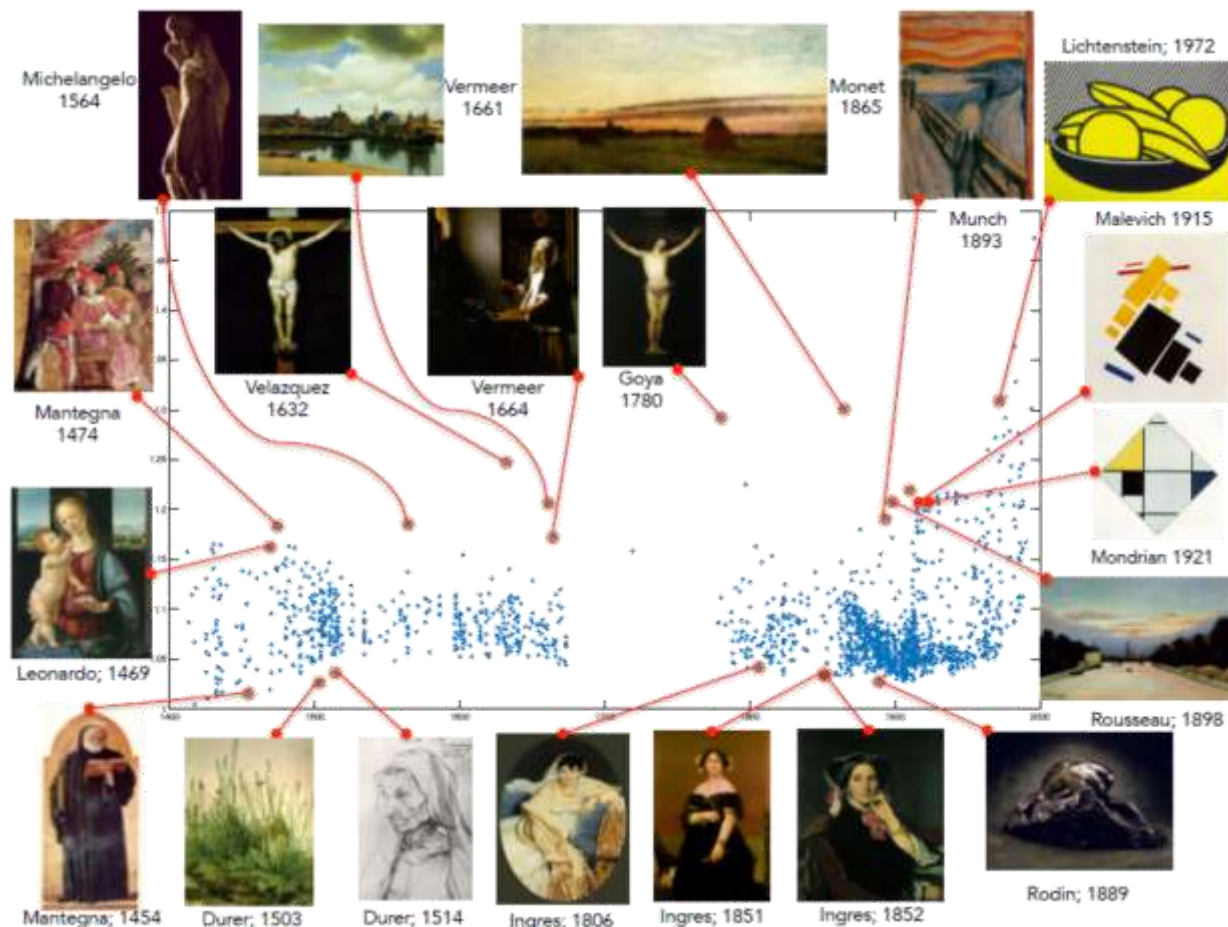 Lichtenstein; 1972
Michelangelo
1564
Vermeer
1661
Monet
1865
Munch
1893
Malevich 1915
Mantegna
1474
Velazquez
1632
Vermeer
1664
Goya
1780
Mondrian 1921
Leonardo; 1469
Rousseau; 1898
Mantegna; 1454
Durer; 1503
Durer; 1514
Ingres; 1806
Ingres; 1851
Ingres; 1852
Rodin; 1889